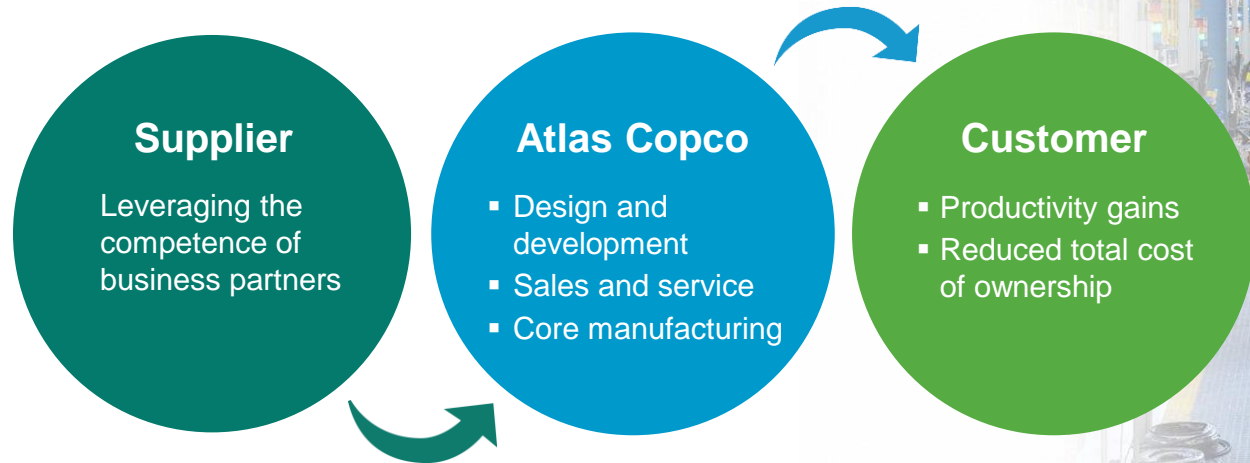 Supplier
Leveraging the
competence of
business partners
Atlas Copco
▪ Design and
development
▪ Sales and service
▪ Core manufacturing
Customer
▪ Productivity gains
▪ Reduced total cost
of ownership